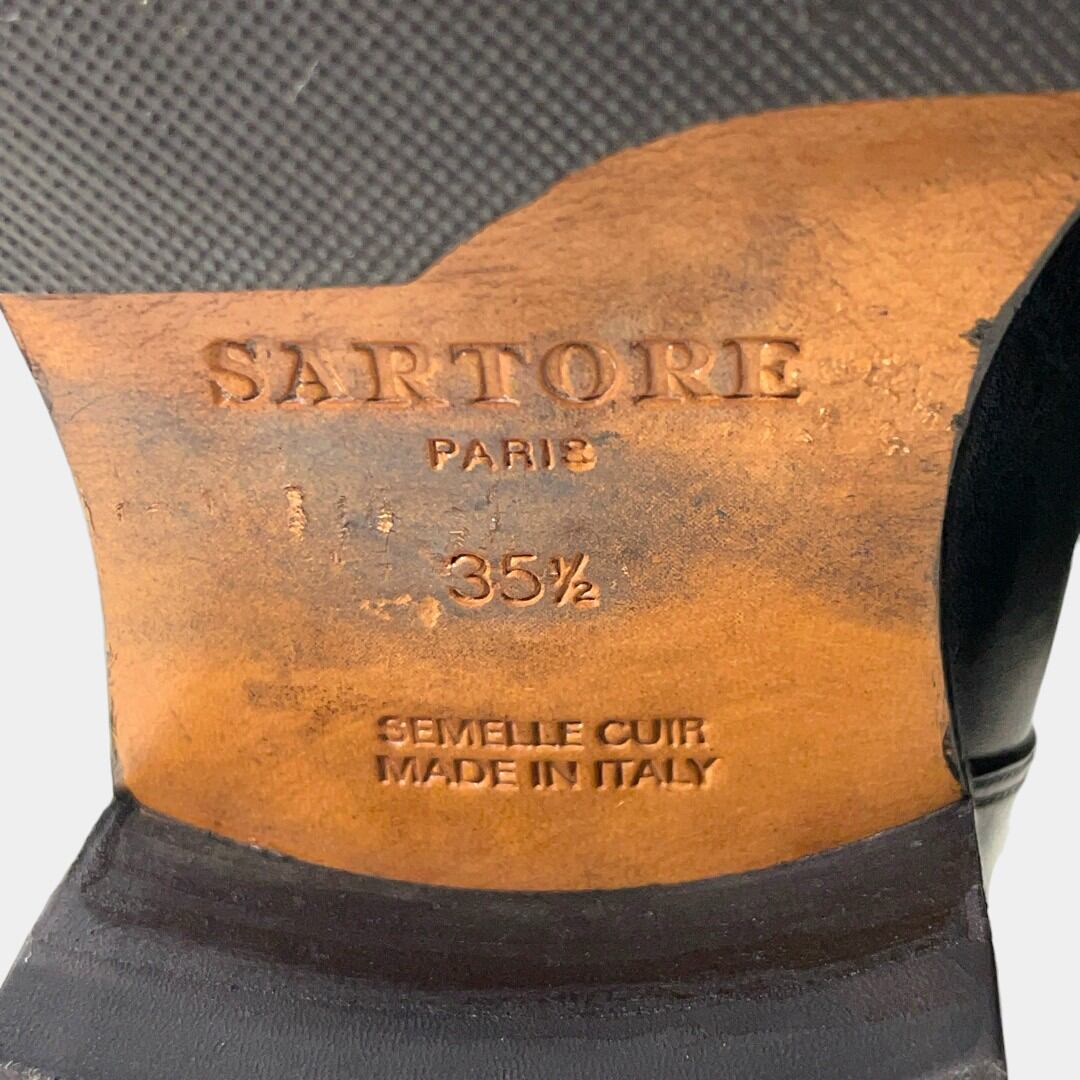 SARTORE
PARIS
35½
SEMELLE CUIR
MADE IN ITALY